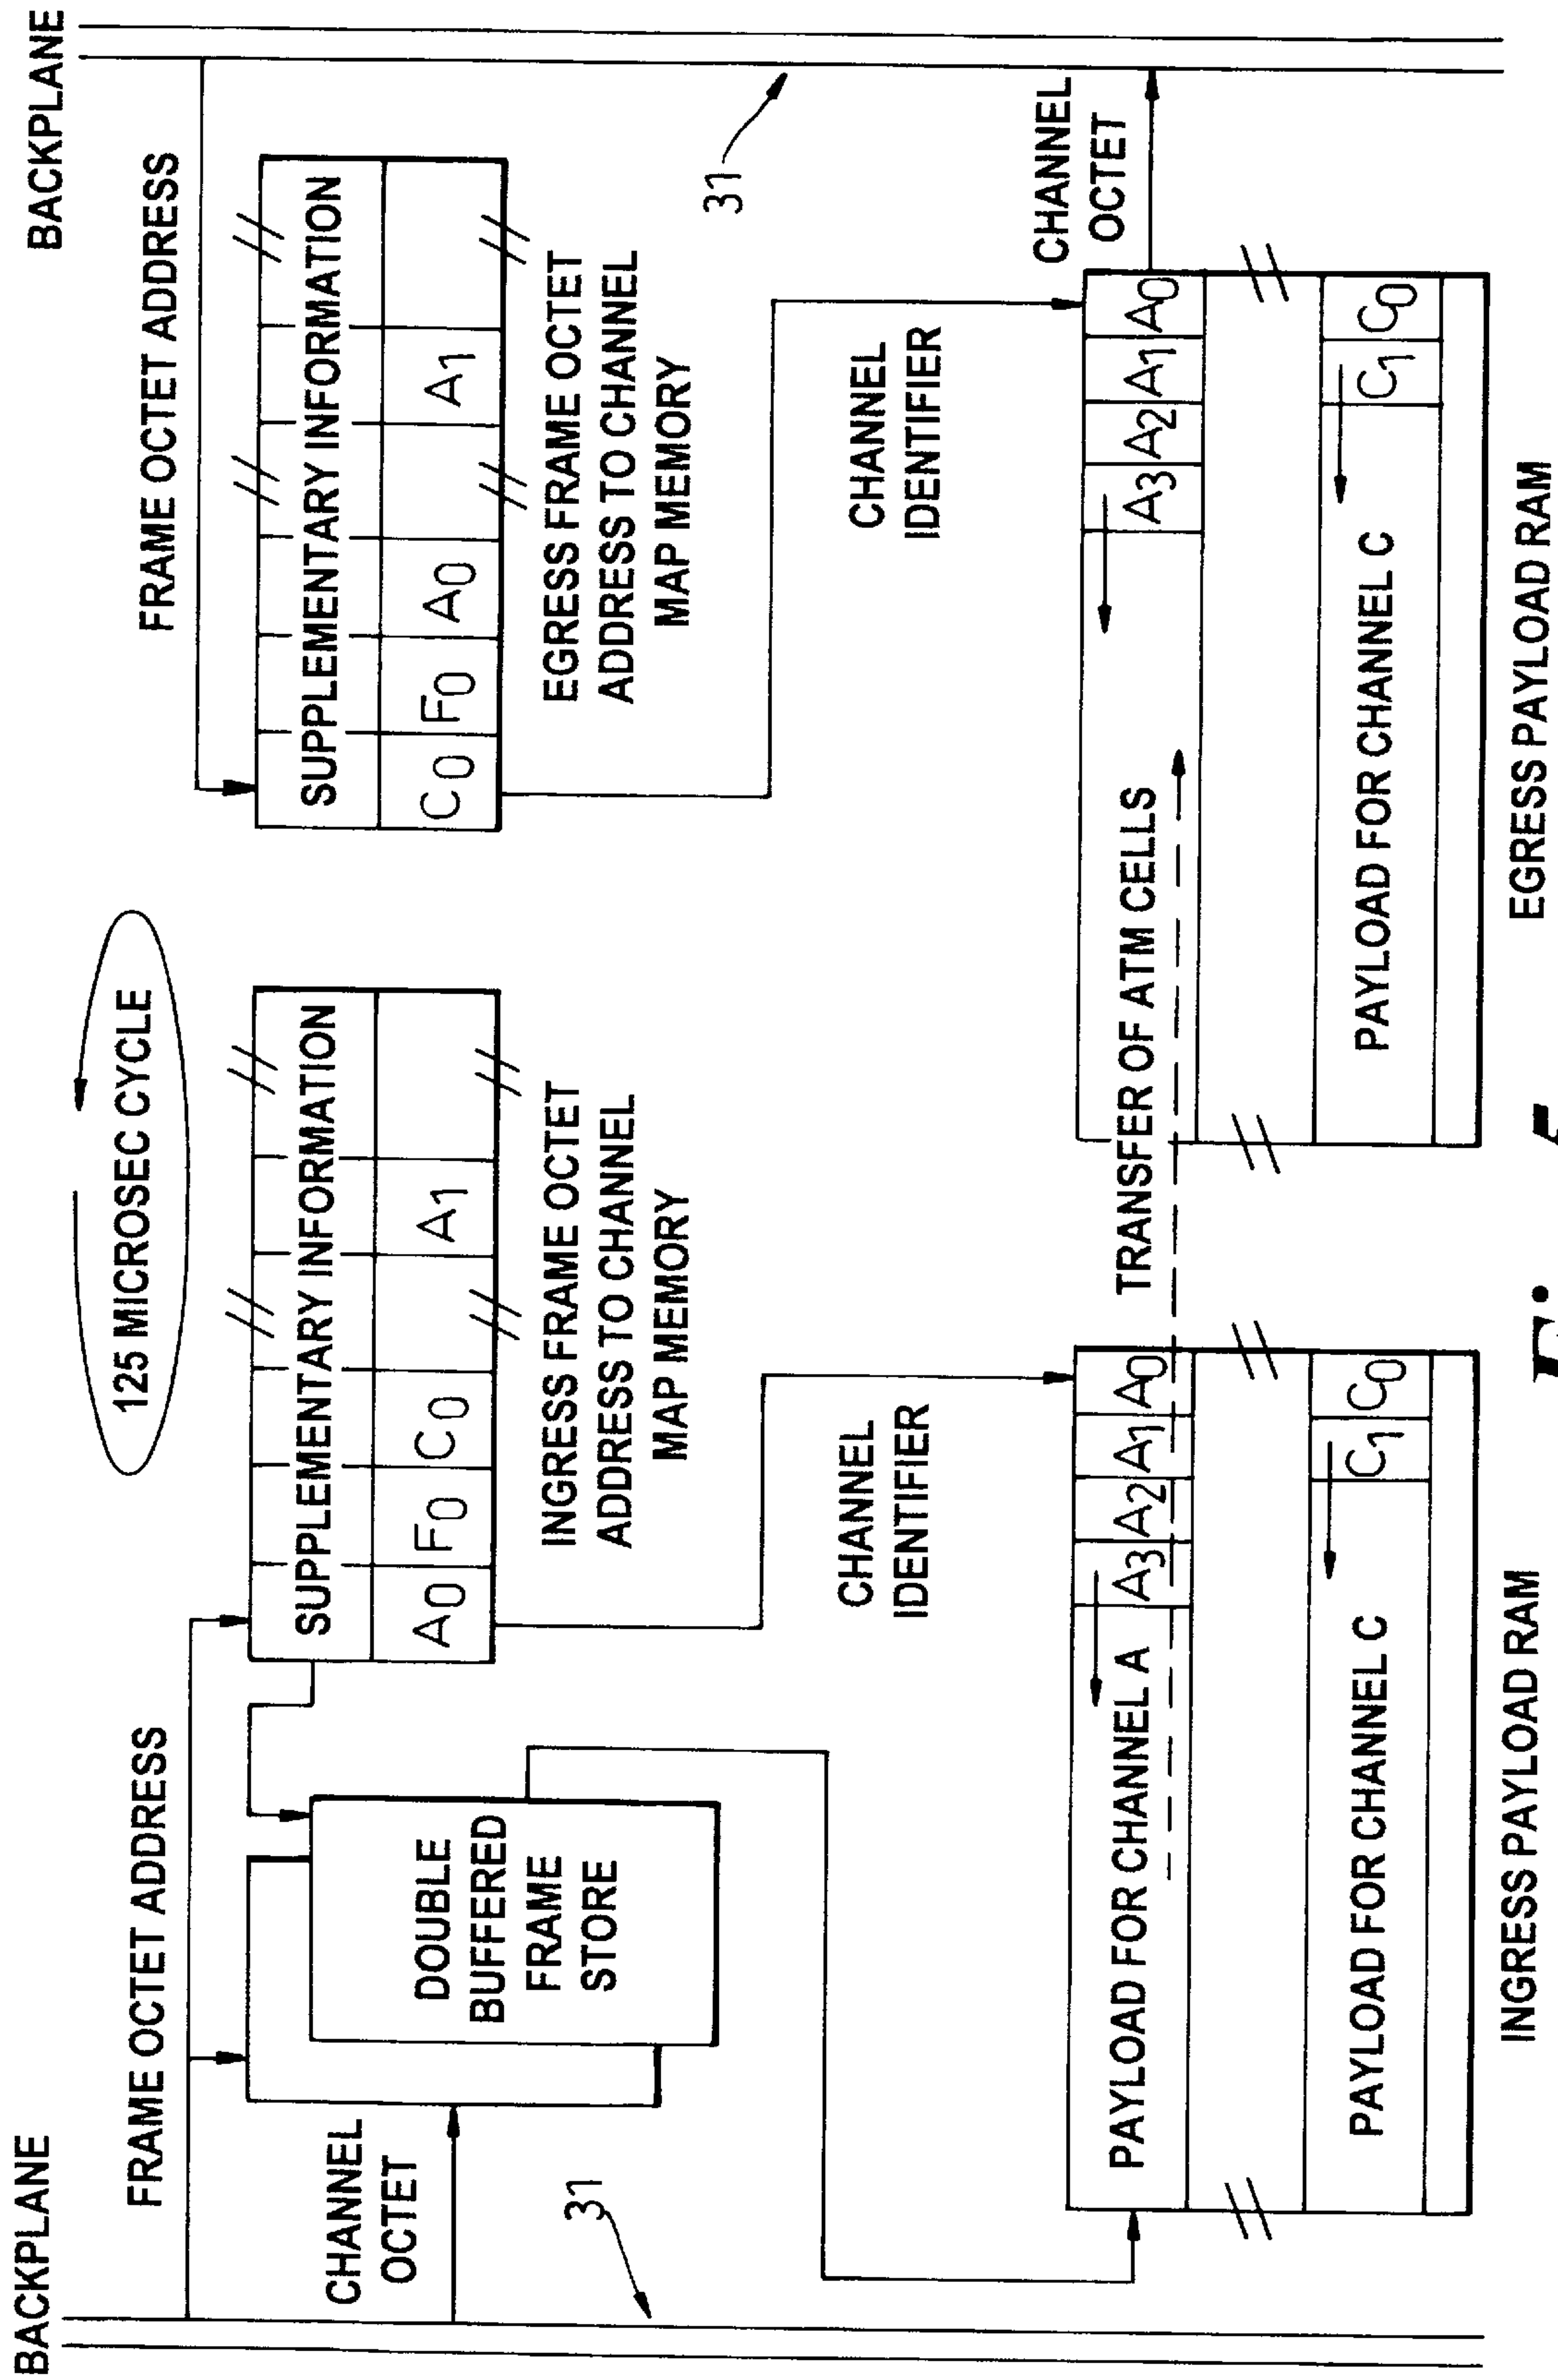 BACKPLANE
BACKPLANE
125 MICROSEC CYCLE
FRAME OCTET ADDRESS
FRAME OCTET ADDRESS
SUPPLEMENTARY INFORMATION
A0 F0 C0 A1
INGRESS FRAME OCTET
ADDRESS TO CHANNEL
MAP MEMORY
SUPPLEMENTARY INFORMATION
C0 F0 A0 A1
EGRESS FRAME OCTET
ADDRESS TO CHANNEL
MAP MEMORY
CHANNEL
OCTET
DOUBLE
BUFFERED
FRAME
STORE
31
31
CHANNEL
IDENTIFIER
CHANNEL
IDENTIFIER
CHANNEL
OCTET
PAYLOAD FOR CHANNEL A
A3 A2 A1 A0
TRANSFER OF ATM CELLS
A3 A2 A1 A0
PAYLOAD FOR CHANNEL C
C1 C0
PAYLOAD FOR CHANNEL C
C1 C0
INGRESS PAYLOAD RAM
EGRESS PAYLOAD RAM